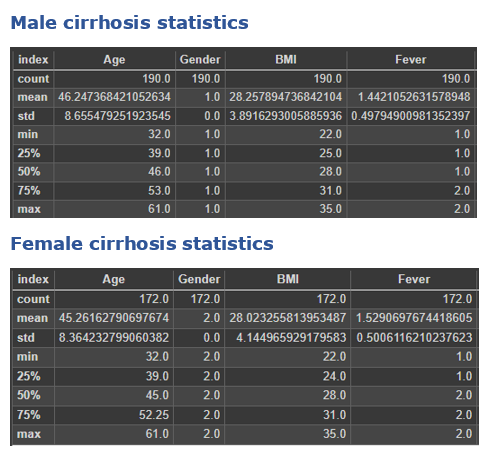 Male cirrhosis statistics
index Age Gender BMI Fever
count 190.0 190.0 190.0 190.0
mean 46.247368421052634 1.0 28.257894736842104 1.4421052631578948
std 8.655479251923545 0.0 3.8916293005885936 0.49794900981352397
min 32.0 1.0 22.0 1.0
25% 39.0 1.0 25.0 1.0
50% 46.0 1.0 28.0 1.0
75% 53.0 1.0 31.0 2.0
max 61.0 1.0 35.0 2.0
Female cirrhosis statistics
index Age Gender BMI Fever
count 172.0 172.0 172.0 172.0
mean 45.26162790697674 2.0 28.023255813953487 1.5290697674418605
std 8.364232799060382 0.0 4.144965929179583 0.5006116210237623
min 32.0 2.0 22.0 1.0
25% 39.0 2.0 24.0 1.0
50% 45.0 2.0 28.0 2.0
75% 52.25 2.0 31.0 2.0
max 61.0 2.0 35.0 2.0